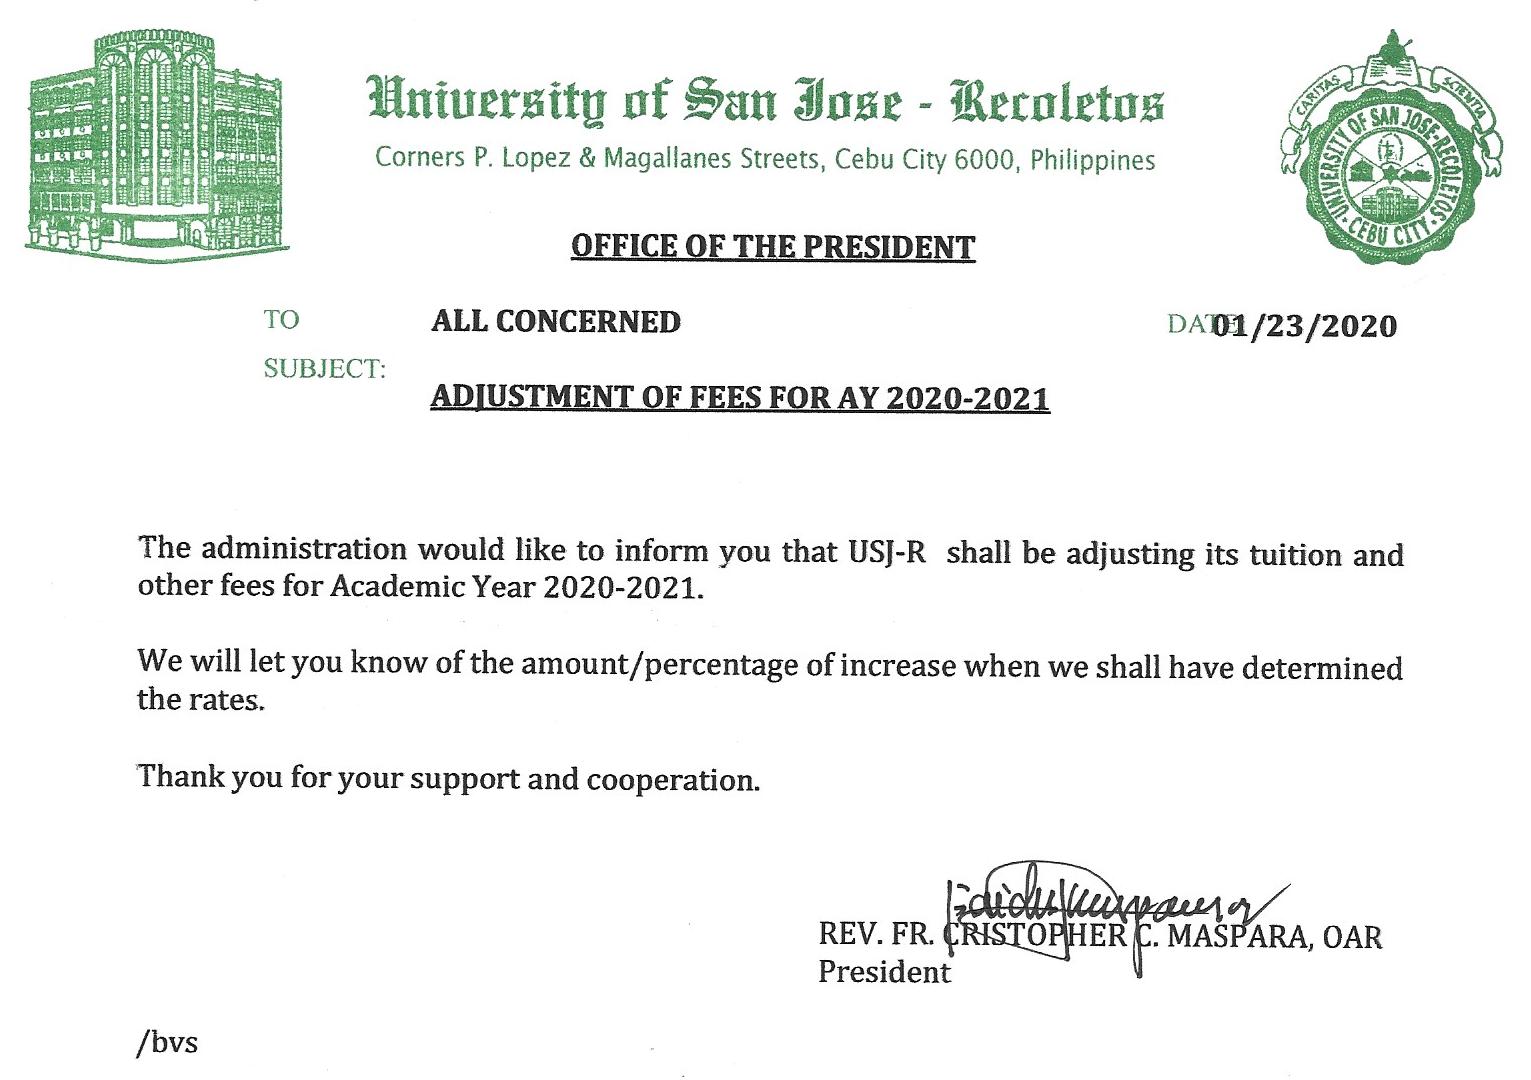 University of San Jose - Recoletos
Corners P. Lopez & Magallanes Streets, Cebu City 6000, Philippines
CARITAS SCIENTIA
UNIVERSITY OF SAN JOSE-RECOLETOS
CEBU CITY
OFFICE OF THE PRESIDENT
TO ALL CONCERNED DATE 01/23/2020
SUBJECT:
ADJUSTMENT OF FEES FOR AY 2020-2021
The administration would like to inform you that USJ-R shall be adjusting its tuition and
other fees for Academic Year 2020-2021.
We will let you know of the amount/percentage of increase when we shall have determined
the rates.
Thank you for your support and cooperation.
REV. FR. CRISTOPHER C. MASPARA, OAR
President
/bvs